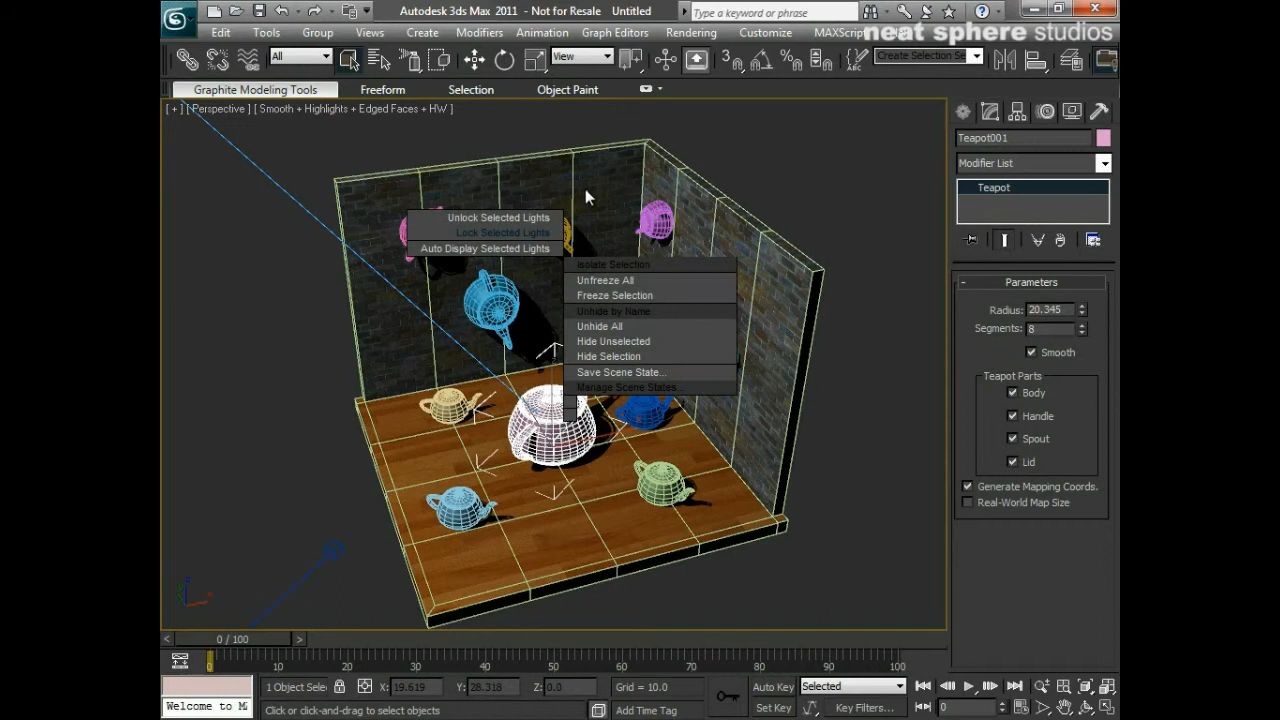 Autodesk 3ds Max 2011 - Not for Resale Untitled
Type a keyword or phrase
Edit Tools Group Views Create Modifiers Animation Graph Editors Rendering Customize MAXScript
neat sphere studios
All View Create Selection Se
Graphite Modeling Tools Freeform Selection Object Paint
[ + ] [ Perspective ] [ Smooth + Highlights + Edged Faces + HW ]
Teapot001
Modifier List
Teapot
Unlock Selected Lights
Lock Selected Lights
Auto Display Selected Lights
Isolate Selection
Unfreeze All
Freeze Selection
Unhide by Name
Unhide All
Hide Unselected
Hide Selection
Save Scene State...
Manage Scene States...
- Parameters
Radius: 20.345
Segments: 8
Smooth
Teapot Parts
Body
Handle
Spout
Lid
Generate Mapping Coords.
Real-World Map Size
< 0 / 100 >
0 10 20 30 40 50 60 70 80 90 100
1 Object Sele X: 19.619 Y: 28.318 Z: 0.0 Grid = 10.0 Auto Key Selected
Welcome to M Click or click-and-drag to select objects Add Time Tag Set Key Key Filters... 0